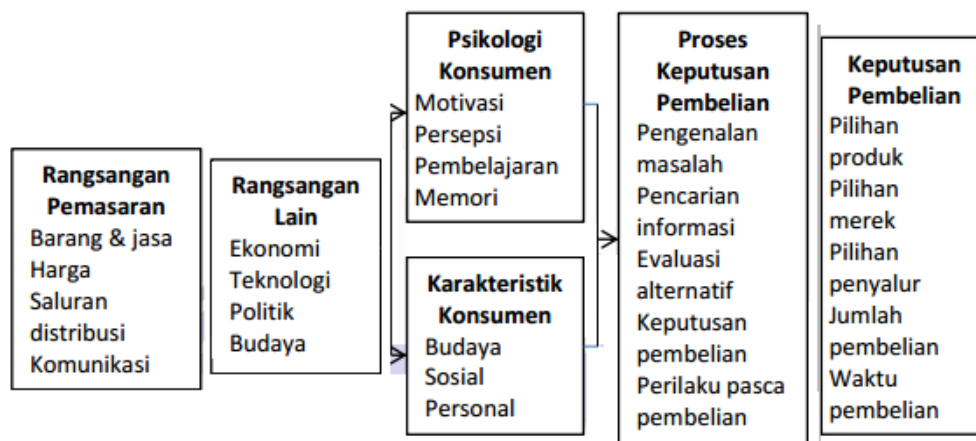 Rangsangan
Pemasaran
Barang & jasa
Harga
Saluran
distribusi
Komunikasi
Rangsangan
Lain
Ekonomi
Teknologi
Politik
Budaya
Psikologi
Konsumen
Motivasi
Persepsi
Pembelajaran
Memori
Karakteristik
Konsumen
Budaya
Sosial
Personal
Proses
Keputusan
Pembelian
Pengenalan
masalah
Pencarian
informasi
Evaluasi
alternatif
Keputusan
pembelian
Perilaku pasca
pembelian
Keputusan
Pembelian
Pilihan
produk
Pilihan
merek
Pilihan
penyalur
Jumlah
pembelian
Waktu
pembelian